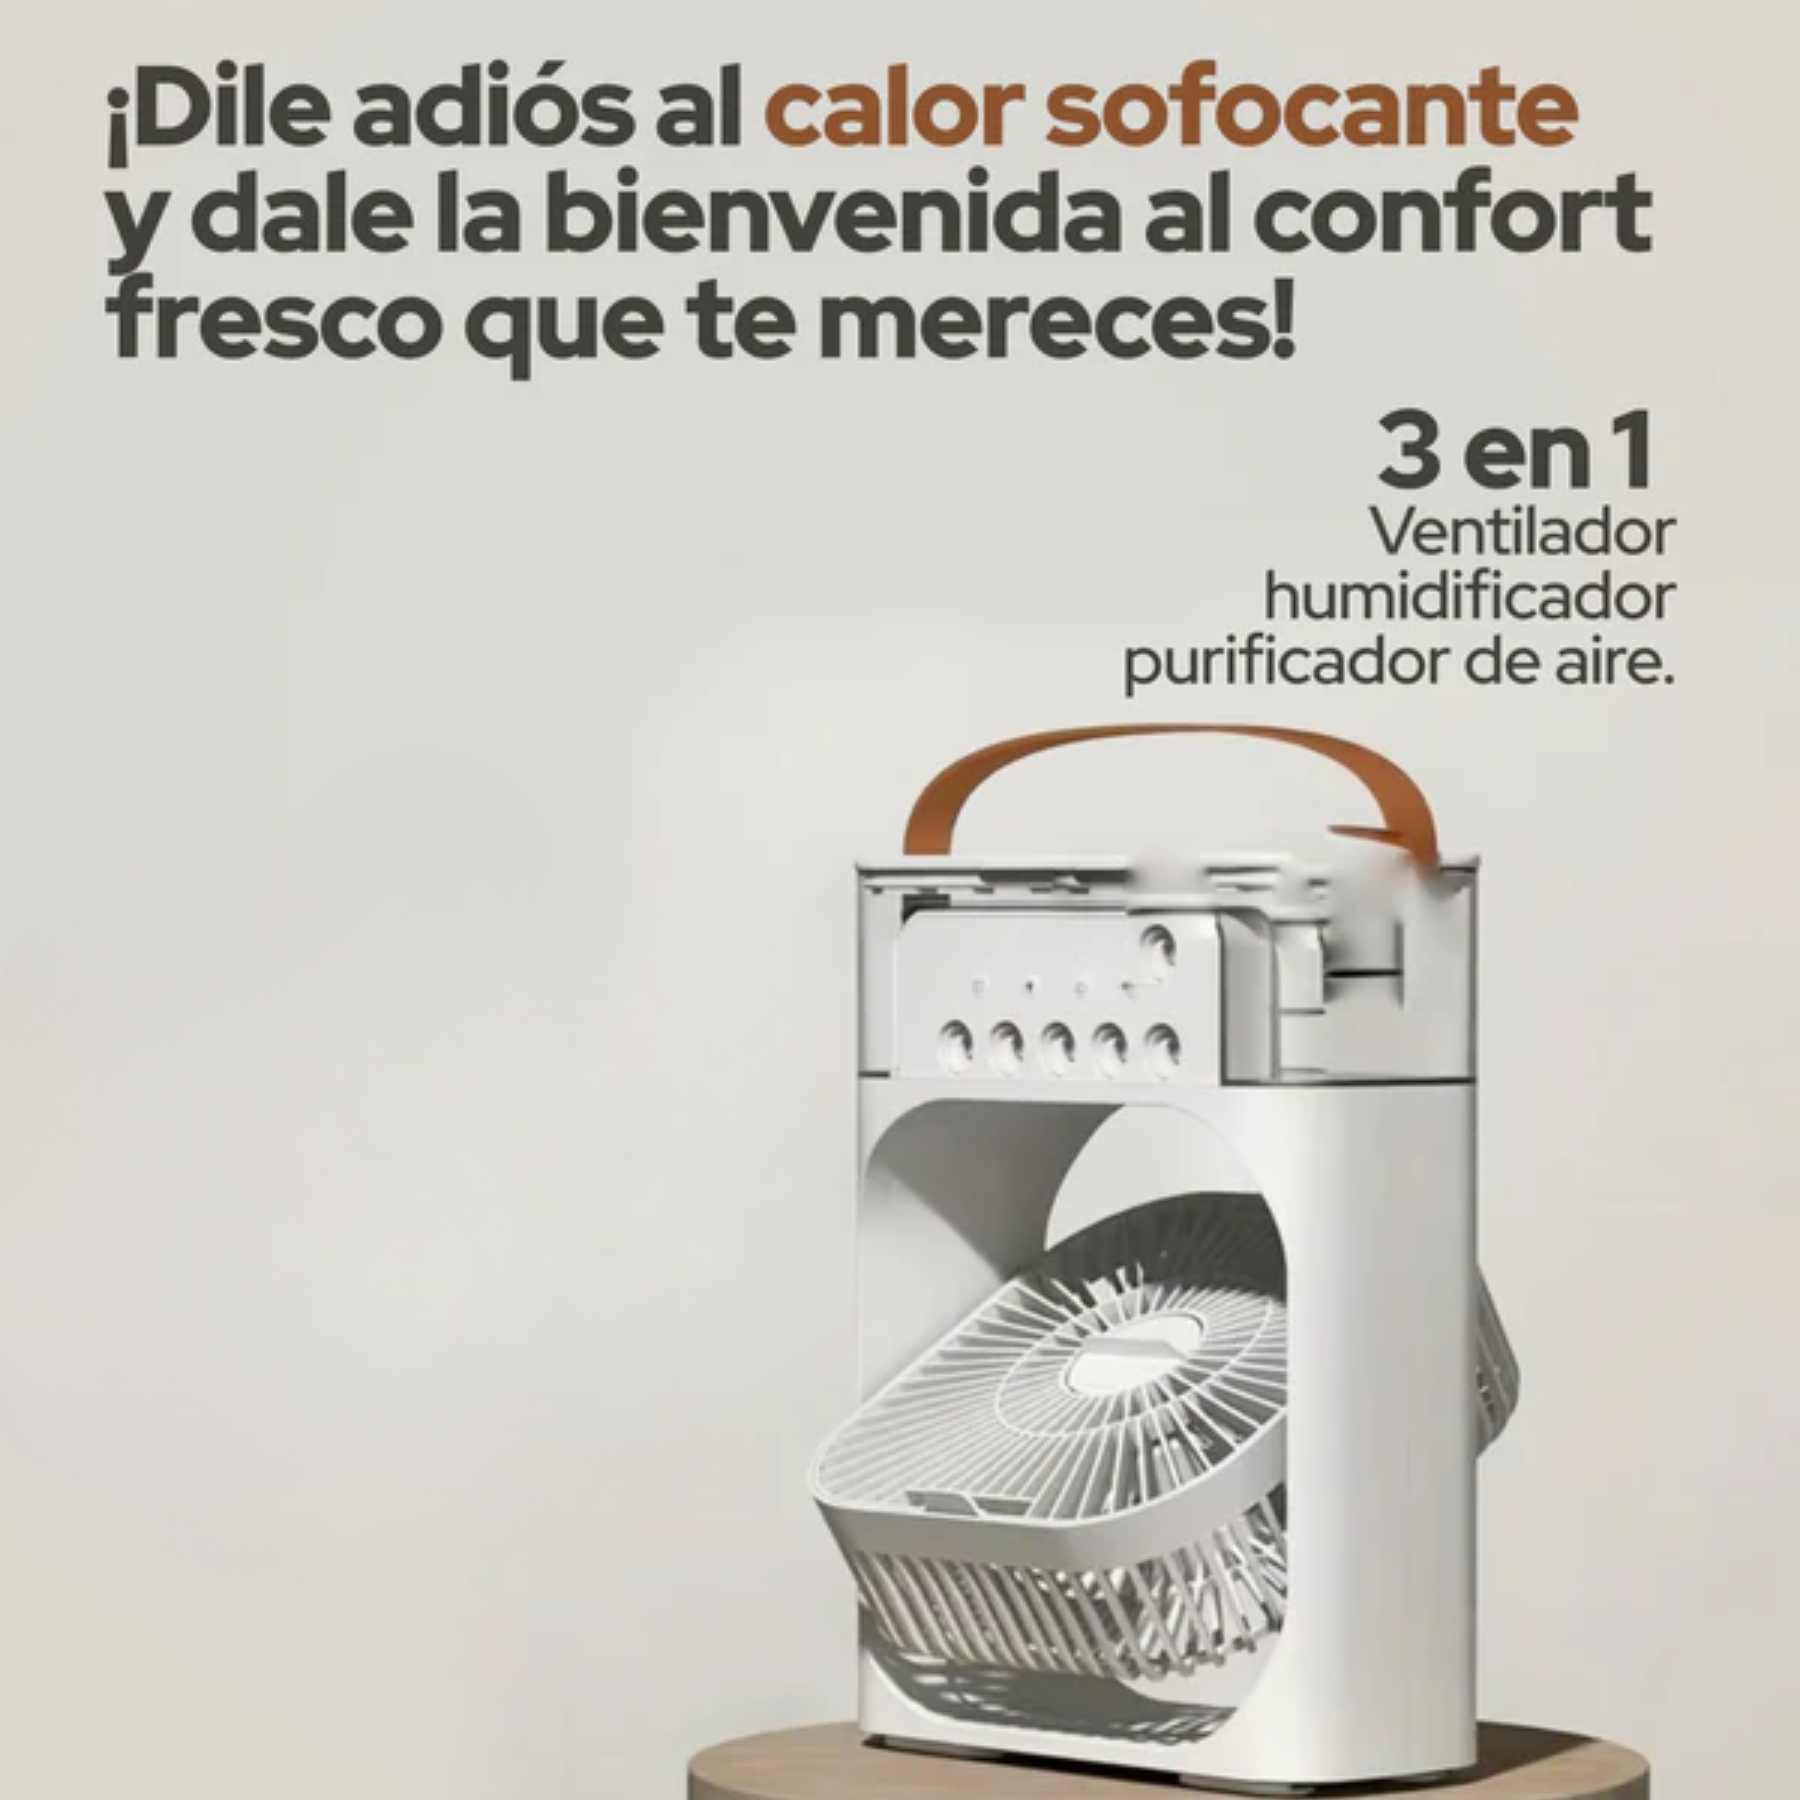 ¡Dile adiós al calor sofocante
y dale la bienvenida al confort
fresco que te mereces!
3 en 1
Ventilador
humidificador
purificador de aire.